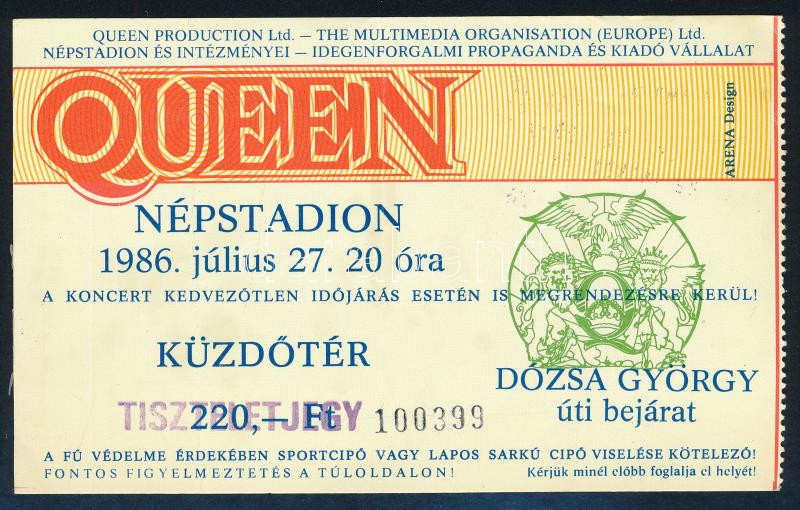 QUEEN PRODUCTION Ltd. — THE MULTIMEDIA ORGANISATION (EUROPE) Ltd.
NÉPSTADION ÉS INTÉZMÉNYEI — IDEGENFORGALMI PROPAGANDA ÉS KIADÓ VÁLLALAT
QUEEN
ARENA Design
NÉPSTADION
1986. július 27. 20 óra
A KONCERT KEDVEZŐTLEN IDŐJÁRÁS ESETÉN IS MEGRENDEZÉSRE KERÜL!
KÜZDŐTÉR
DÓZSA GYÖRGY
úti bejárat
TISZTELETJEGY
220,— Ft 100399
A FŰ VÉDELME ÉRDEKÉBEN SPORTCIPŐ VAGY LAPOS SARKÚ CIPŐ VISELÉSE KÖTELEZŐ!
FONTOS FIGYELMEZTETÉS A TÚLOLDALON! Kérjük minél előbb foglalja el helyét!